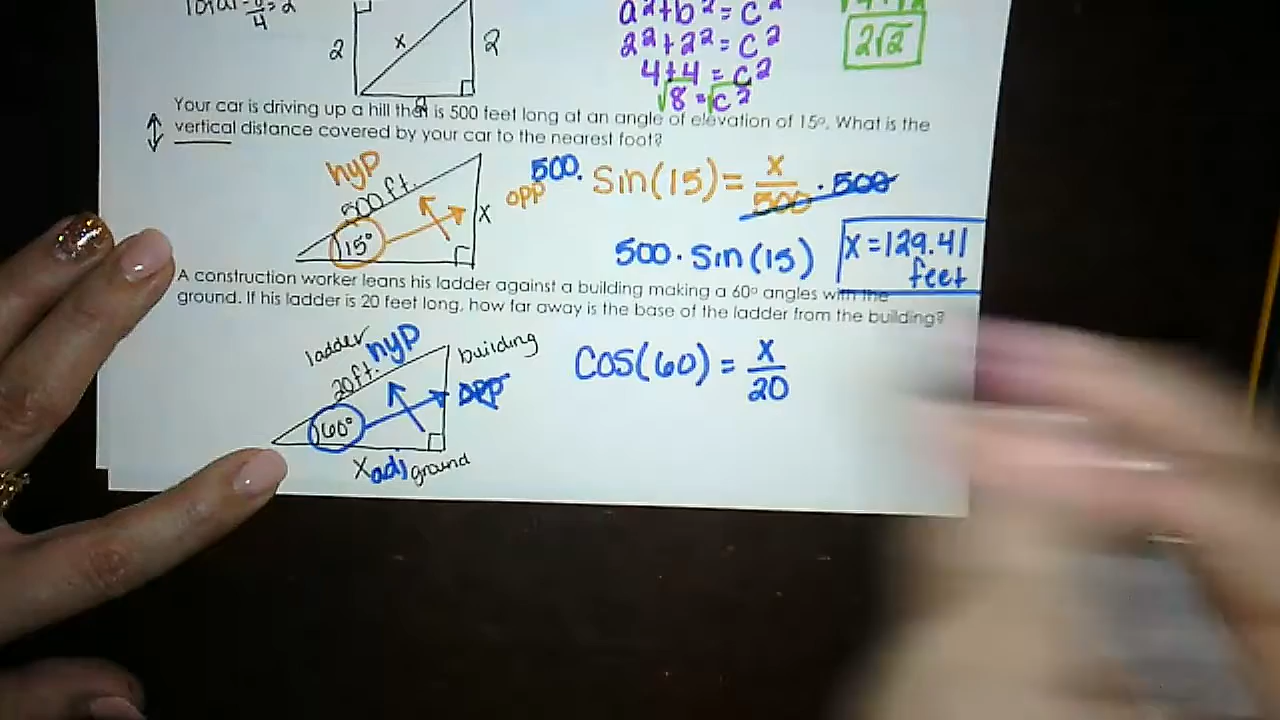 8/4 = 2
2
x
2
a²+b²=c²
2²+2²=c²
4+4=c²
√8=√c²
2√2
Your car is driving up a hill that is 500 feet long at an angle of elevation of 15°. What is the
vertical distance covered by your car to the nearest foot?
hyp
500 ft.
15°
x
opp
500· sin(15)= x/500 ·500
500·sin(15)
x=129.41
feet
A construction worker leans his ladder against a building making a 60° angles with the
ground. If his ladder is 20 feet long, how far away is the base of the ladder from the building?
ladder hyp
20ft.
building
opp
60°
x adj ground
cos(60)= x/20